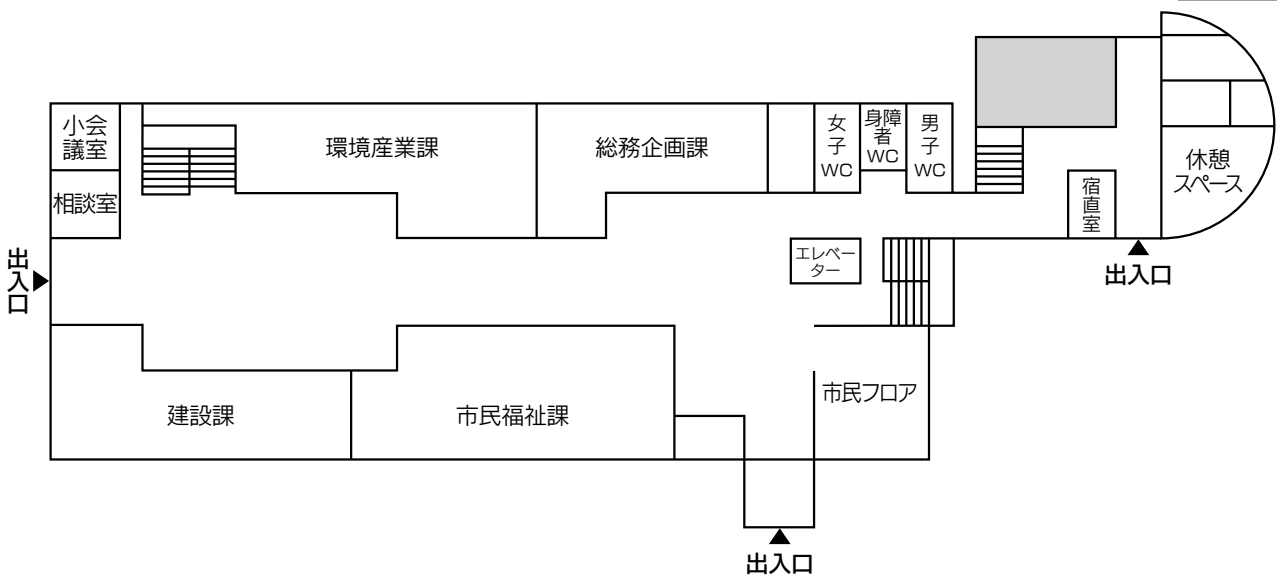 小会
議室
相談室
環境産業課
総務企画課
女子
WC
身障
者
WC
男子
WC
宿直室
休憩
スペース
エレベー
ター
出入口
出入口
建設課
市民福祉課
市民フロア
出入口